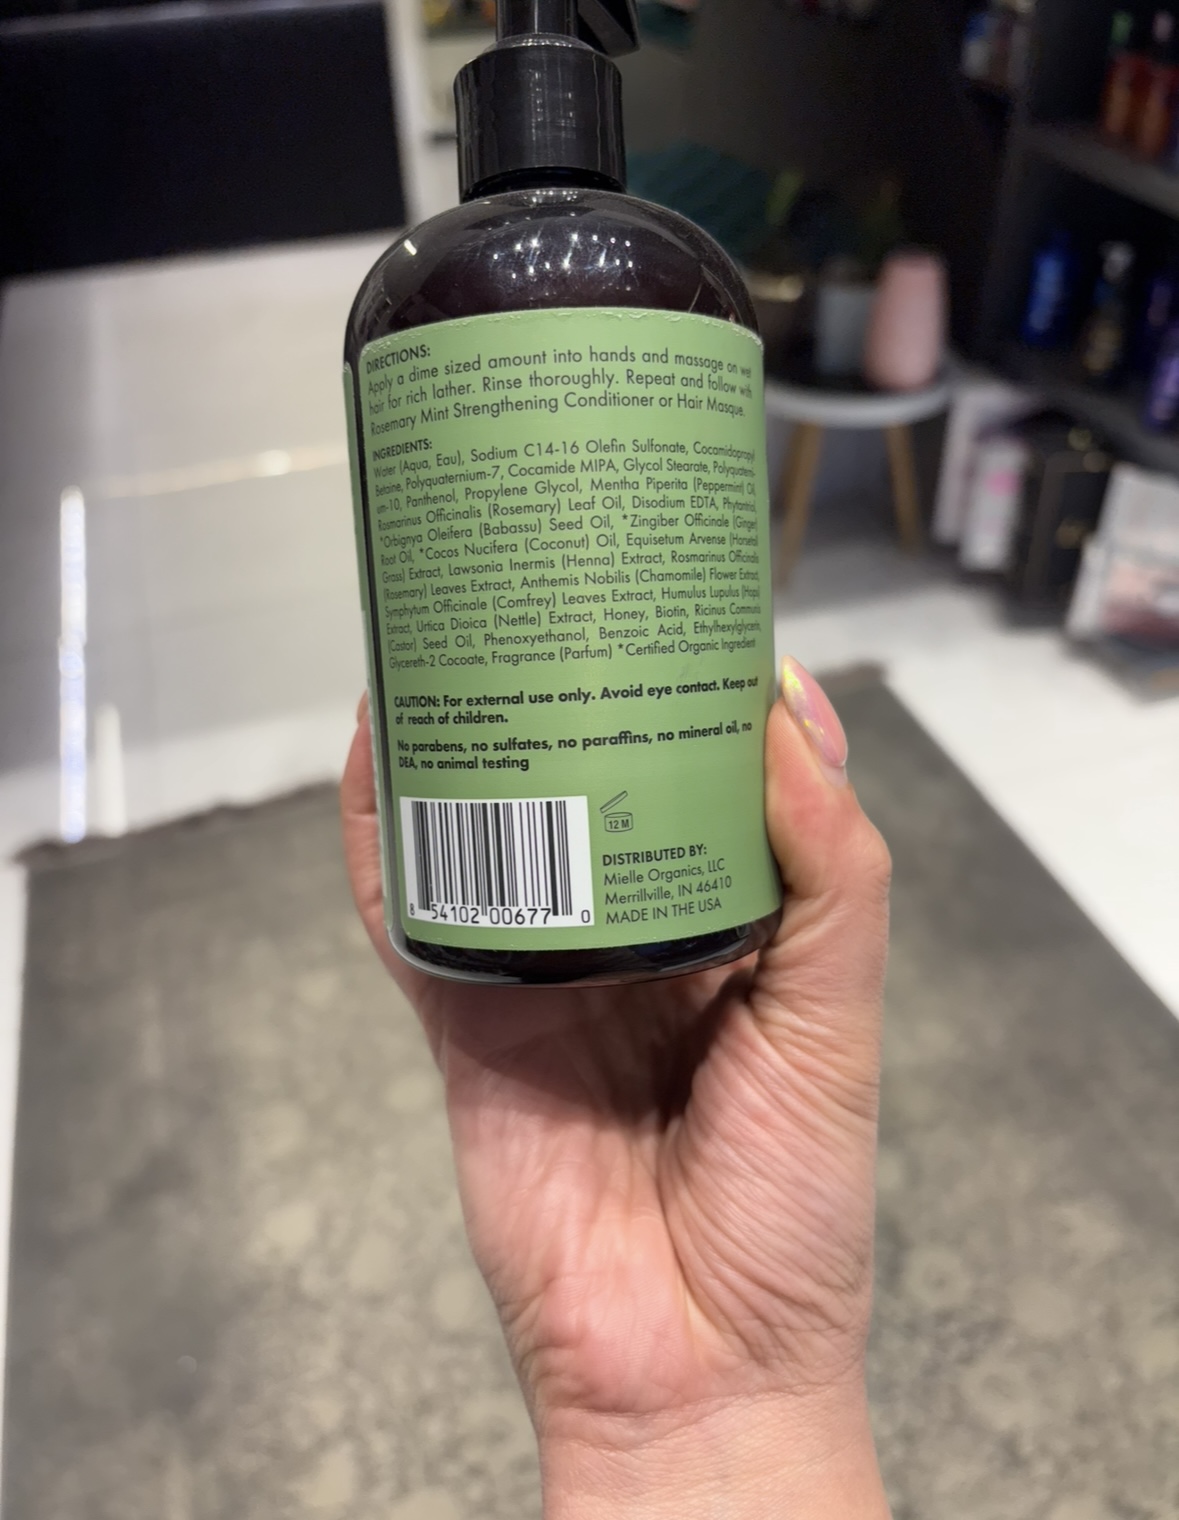 DIRECTIONS:
Apply a dime sized amount into hands and massage on wet
hair for rich lather. Rinse thoroughly. Repeat and follow with
Rosemary Mint Strengthening Conditioner or Hair Masque.
INGREDIENTS:
Water (Aqua, Eau), Sodium C14-16 Olefin Sulfonate, Cocamidopropyl
Betaine, Polyquaternium-7, Cocamide MIPA, Glycol Stearate, Polyquaterni-
um-10, Panthenol, Propylene Glycol, Mentha Piperita (Peppermint) Oil,
Rosmarinus Officinalis (Rosemary) Leaf Oil, Disodium EDTA, Phytantriol,
*Orbignya Oleifera (Babassu) Seed Oil, *Zingiber Officinale (Ginger)
Root Oil, *Cocos Nucifera (Coconut) Oil, Equisetum Arvense (Horsetail
Grass) Extract, Lawsonia Inermis (Henna) Extract, Rosmarinus Officinalis
(Rosemary) Leaves Extract, Anthemis Nobilis (Chamomile) Flower Extract,
Symphytum Officinale (Comfrey) Leaves Extract, Humulus Lupulus (Hops)
Extract, Urtica Dioica (Nettle) Extract, Honey, Biotin, Ricinus Communis
(Castor) Seed Oil, Phenoxyethanol, Benzoic Acid, Ethylhexylglycerin,
Glycereth-2 Cocoate, Fragrance (Parfum) *Certified Organic Ingredient
CAUTION: For external use only. Avoid eye contact. Keep out
of reach of children.
No parabens, no sulfates, no paraffins, no mineral oil, no
DEA, no animal testing
12 M
DISTRIBUTED BY:
Mielle Organics, LLC
Merrillville, IN 46410
MADE IN THE USA
8 54102 00677 0